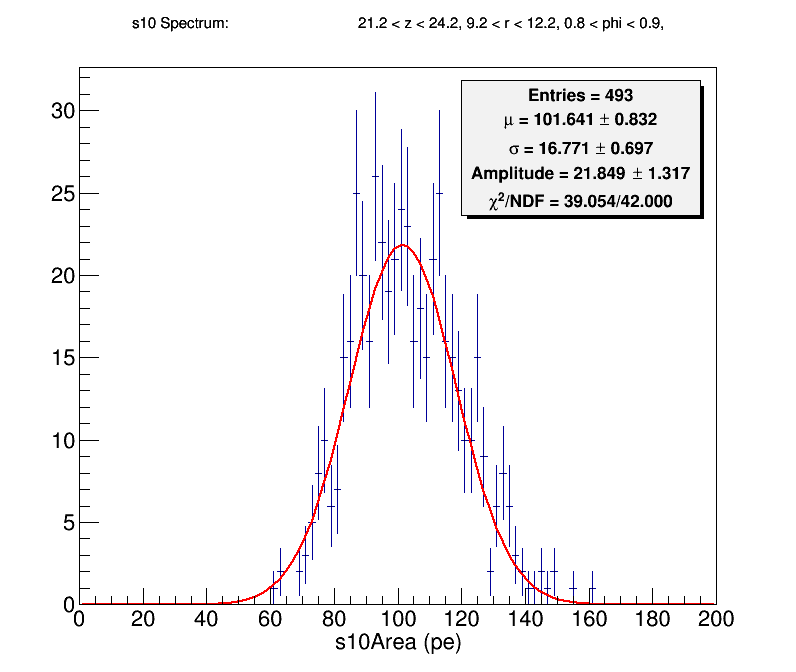 s10 Spectrum: 21.2 < z < 24.2, 9.2 < r < 12.2, 0.8 < phi < 0.9,
Entries = 493
μ = 101.641 ± 0.832
σ = 16.771 ± 0.697
Amplitude = 21.849 ± 1.317
χ²/NDF = 39.054/42.000
30
25
20
15
10
5
0
0 20 40 60 80 100 120 140 160 180 200
s10Area (pe)